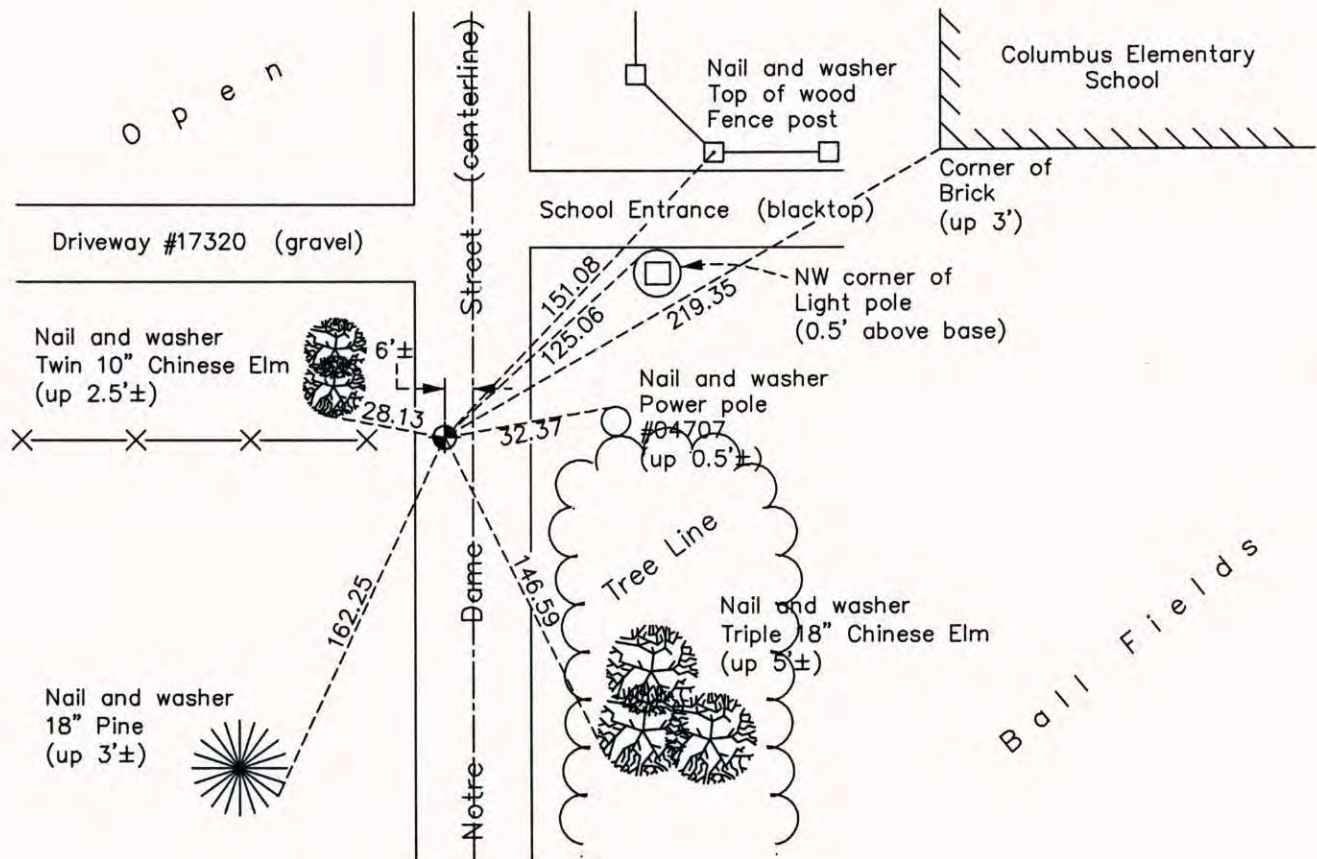 Open
Street (centerline)
Nail and washer
Top of wood
Fence post
Columbus Elementary
School
Corner of
Brick
(up 3')
School Entrance (blacktop)
Driveway #17320 (gravel)
NW corner of
Light pole
(0.5' above base)
151.08
125.06
219.35
Nail and washer
Twin 10" Chinese Elm
(up 2.5'±)
6'±
28.13
32.37
Nail and washer
Power pole
#04707
(up 0.5'±)
Tree Line
146.59
162.25
Dame
Nail and washer
Triple 18" Chinese Elm
(up 5'±)
Ball Fields
Nail and washer
18" Pine
(up 3'±)
Notre